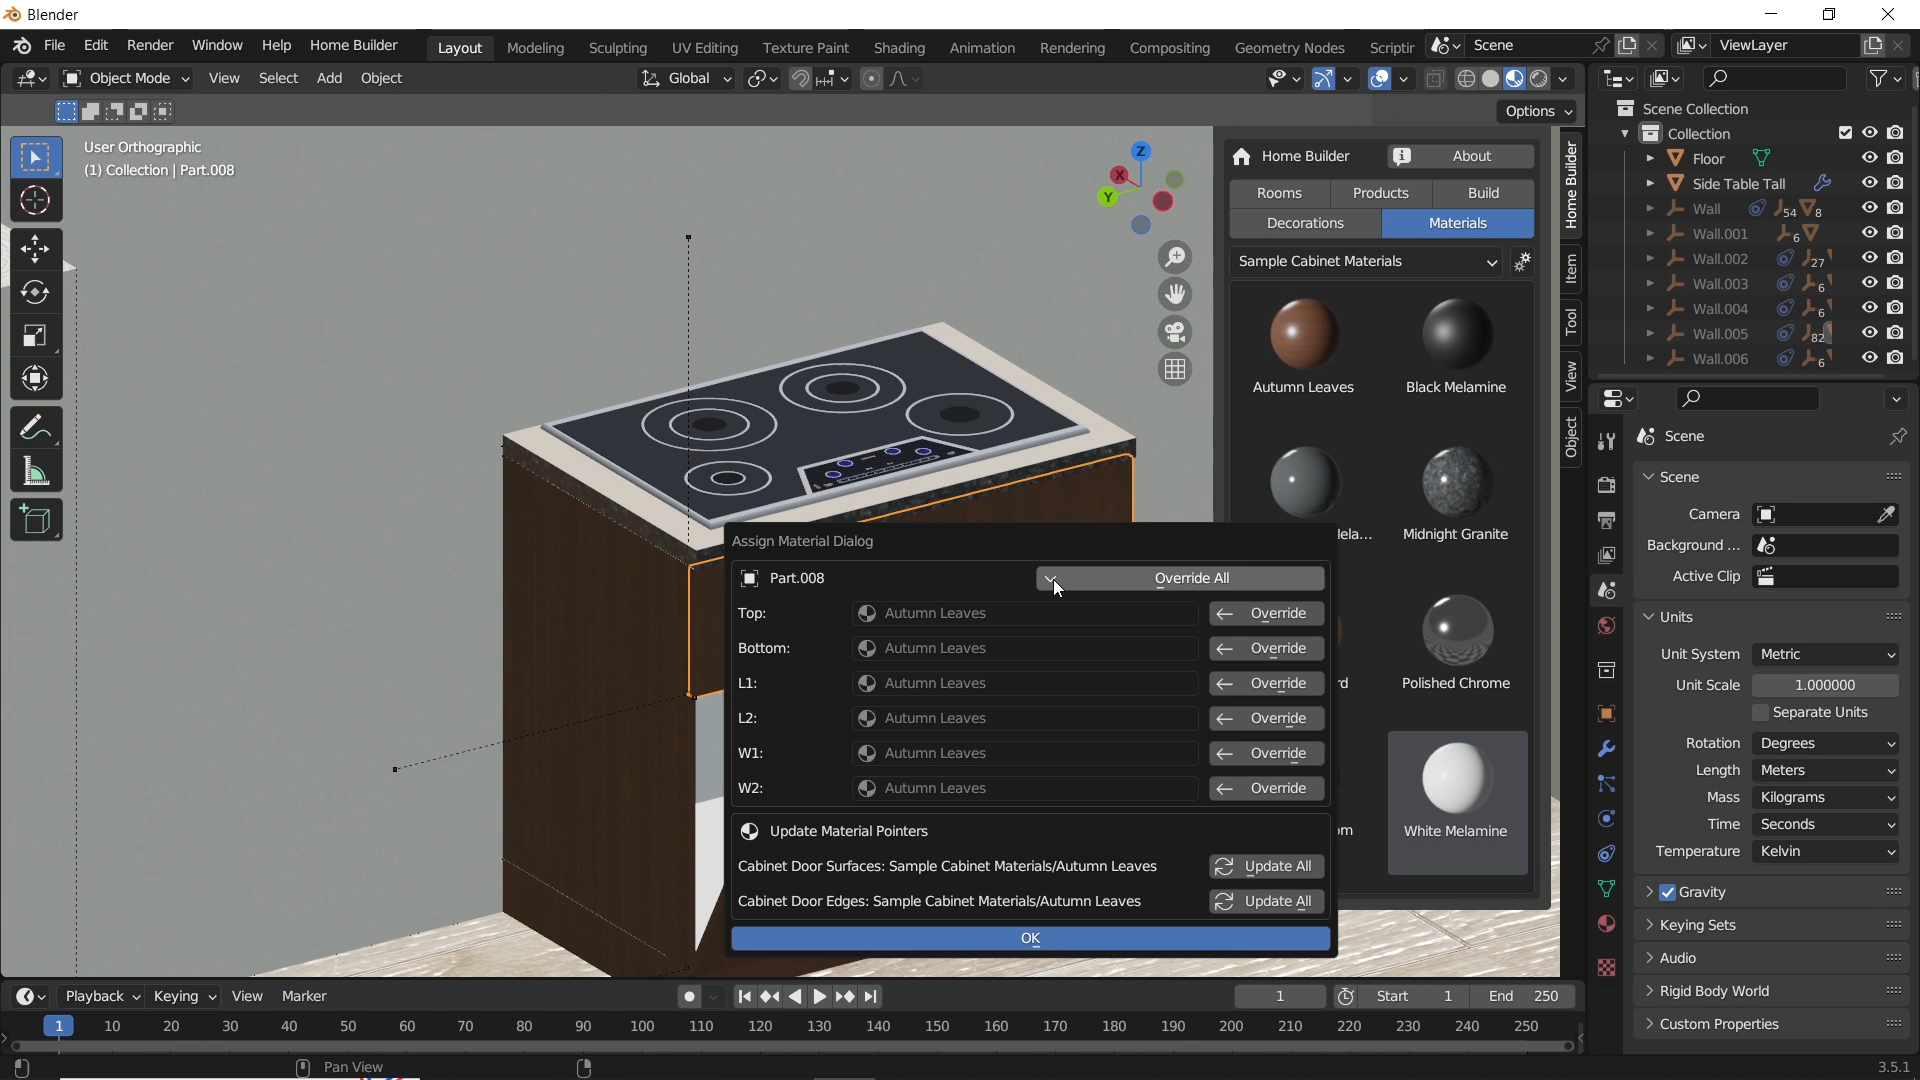 Blender
File Edit Render Window Help Home Builder Layout Modeling Sculpting UV Editing Texture Paint Shading Animation Rendering Compositing Geometry Nodes Scriptir Scene ViewLayer
Object Mode View Select Add Object Global
Options
User Orthographic
(1) Collection | Part.008
Z
X
Y
Home Builder About
Rooms Products Build
Decorations Materials
Sample Cabinet Materials
Autumn Leaves Black Melamine
lela... Midnight Granite
rd Polished Chrome
om White Melamine
Home Builder
Item
Tool
View
Object
Assign Material Dialog
Part.008 Override All
Top: Autumn Leaves Override
Bottom: Autumn Leaves Override
L1: Autumn Leaves Override
L2: Autumn Leaves Override
W1: Autumn Leaves Override
W2: Autumn Leaves Override
Update Material Pointers
Cabinet Door Surfaces: Sample Cabinet Materials/Autumn Leaves Update All
Cabinet Door Edges: Sample Cabinet Materials/Autumn Leaves Update All
OK
Scene Collection
Collection
Floor
Side Table Tall
Wall 54 8
Wall.001 6
Wall.002 27
Wall.003 6
Wall.004 6
Wall.005 82
Wall.006 6
Scene
Scene
Camera
Background ...
Active Clip
Units
Unit System Metric
Unit Scale 1.000000
Separate Units
Rotation Degrees
Length Meters
Mass Kilograms
Time Seconds
Temperature Kelvin
Gravity
Keying Sets
Audio
Rigid Body World
Custom Properties
Playback Keying View Marker 1 Start 1 End 250
1 10 20 30 40 50 60 70 80 90 100 110 120 130 140 150 160 170 180 190 200 210 220 230 240 250
Pan View 3.5.1